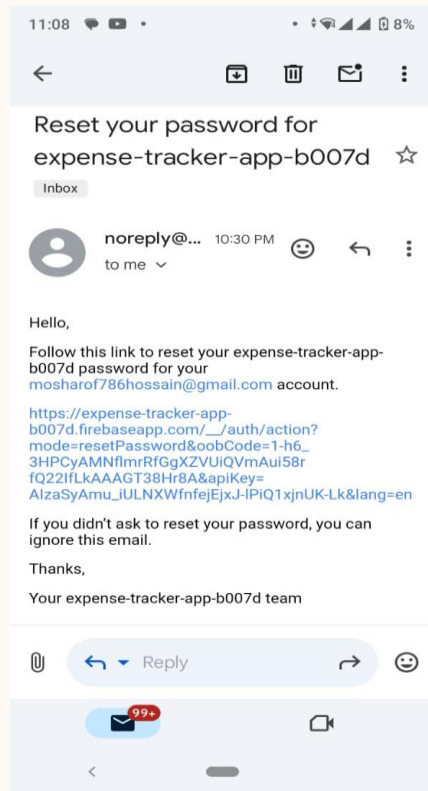 11:08
8%
Reset your password for
expense-tracker-app-b007d
Inbox
noreply@... 10:30 PM
to me
Hello,
Follow this link to reset your expense-tracker-app-
b007d password for your
mosharof786hossain@gmail.com account.
https://expense-tracker-app-
b007d.firebaseapp.com/__/auth/action?
mode=resetPassword&oobCode=1-h6_
3HPCyAMNflmrRfGgXZVUiQVmAui58r
fQ22IfLkAAAGT38Hr8A&apiKey=
AIzaSyAmu_iULNXWfnfejEjxJ-lPiQ1xjnUK-Lk&lang=en
If you didn’t ask to reset your password, you can
ignore this email.
Thanks,
Your expense-tracker-app-b007d team
Reply
99+